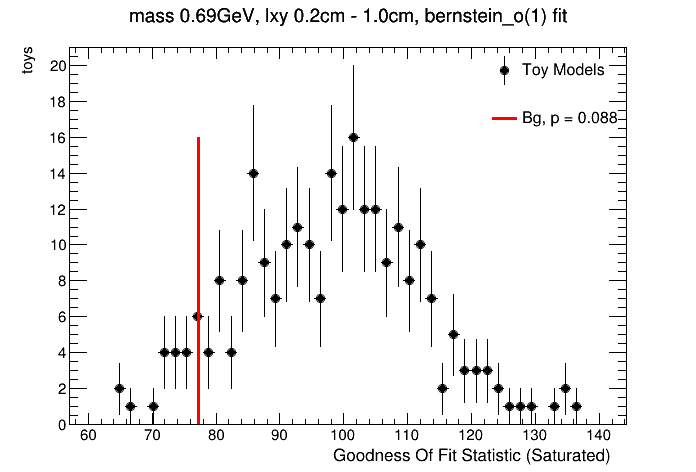 mass 0.69GeV, lxy 0.2cm - 1.0cm, bernstein_o(1) fit
toys
20
18
16
14
12
10
8
6
4
2
0
Toy Models
Bg, p = 0.088
60 70 80 90 100 110 120 130 140
Goodness Of Fit Statistic (Saturated)